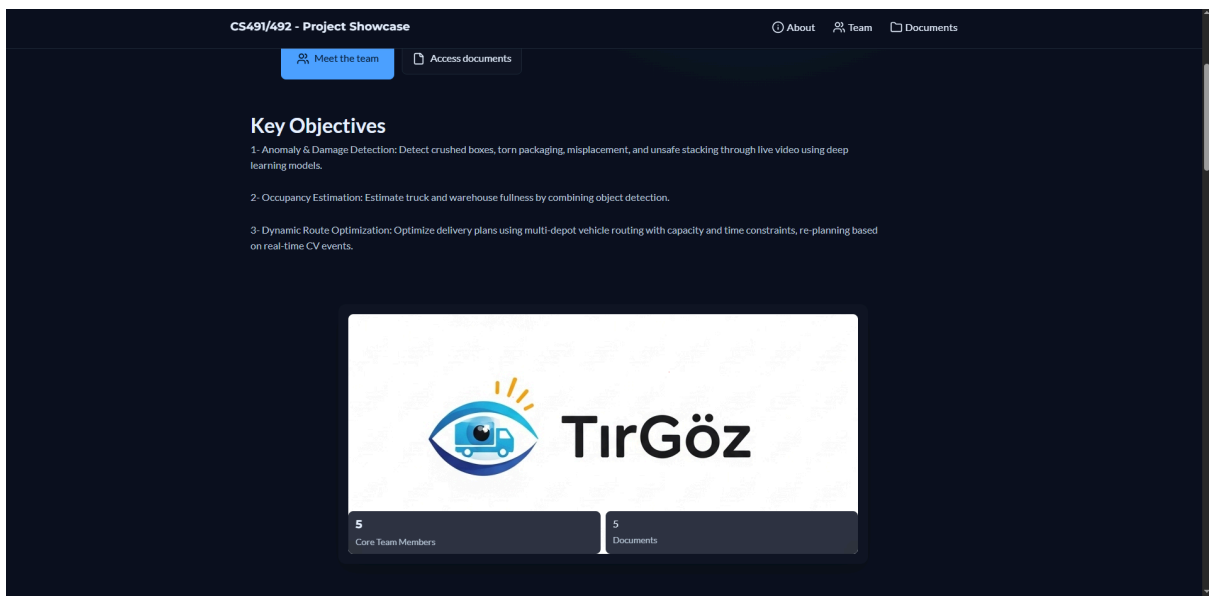 CS491/492 - Project Showcase
About
Team
Documents
Meet the team
Access documents
Key Objectives
1- Anomaly & Damage Detection: Detect crushed boxes, torn packaging, misplacement, and unsafe stacking through live video using deep
learning models.
2- Occupancy Estimation: Estimate truck and warehouse fullness by combining object detection.
3- Dynamic Route Optimization: Optimize delivery plans using multi-depot vehicle routing with capacity and time constraints, re-planning based
on real-time CV events.
TırGöz
5
Core Team Members
5
Documents